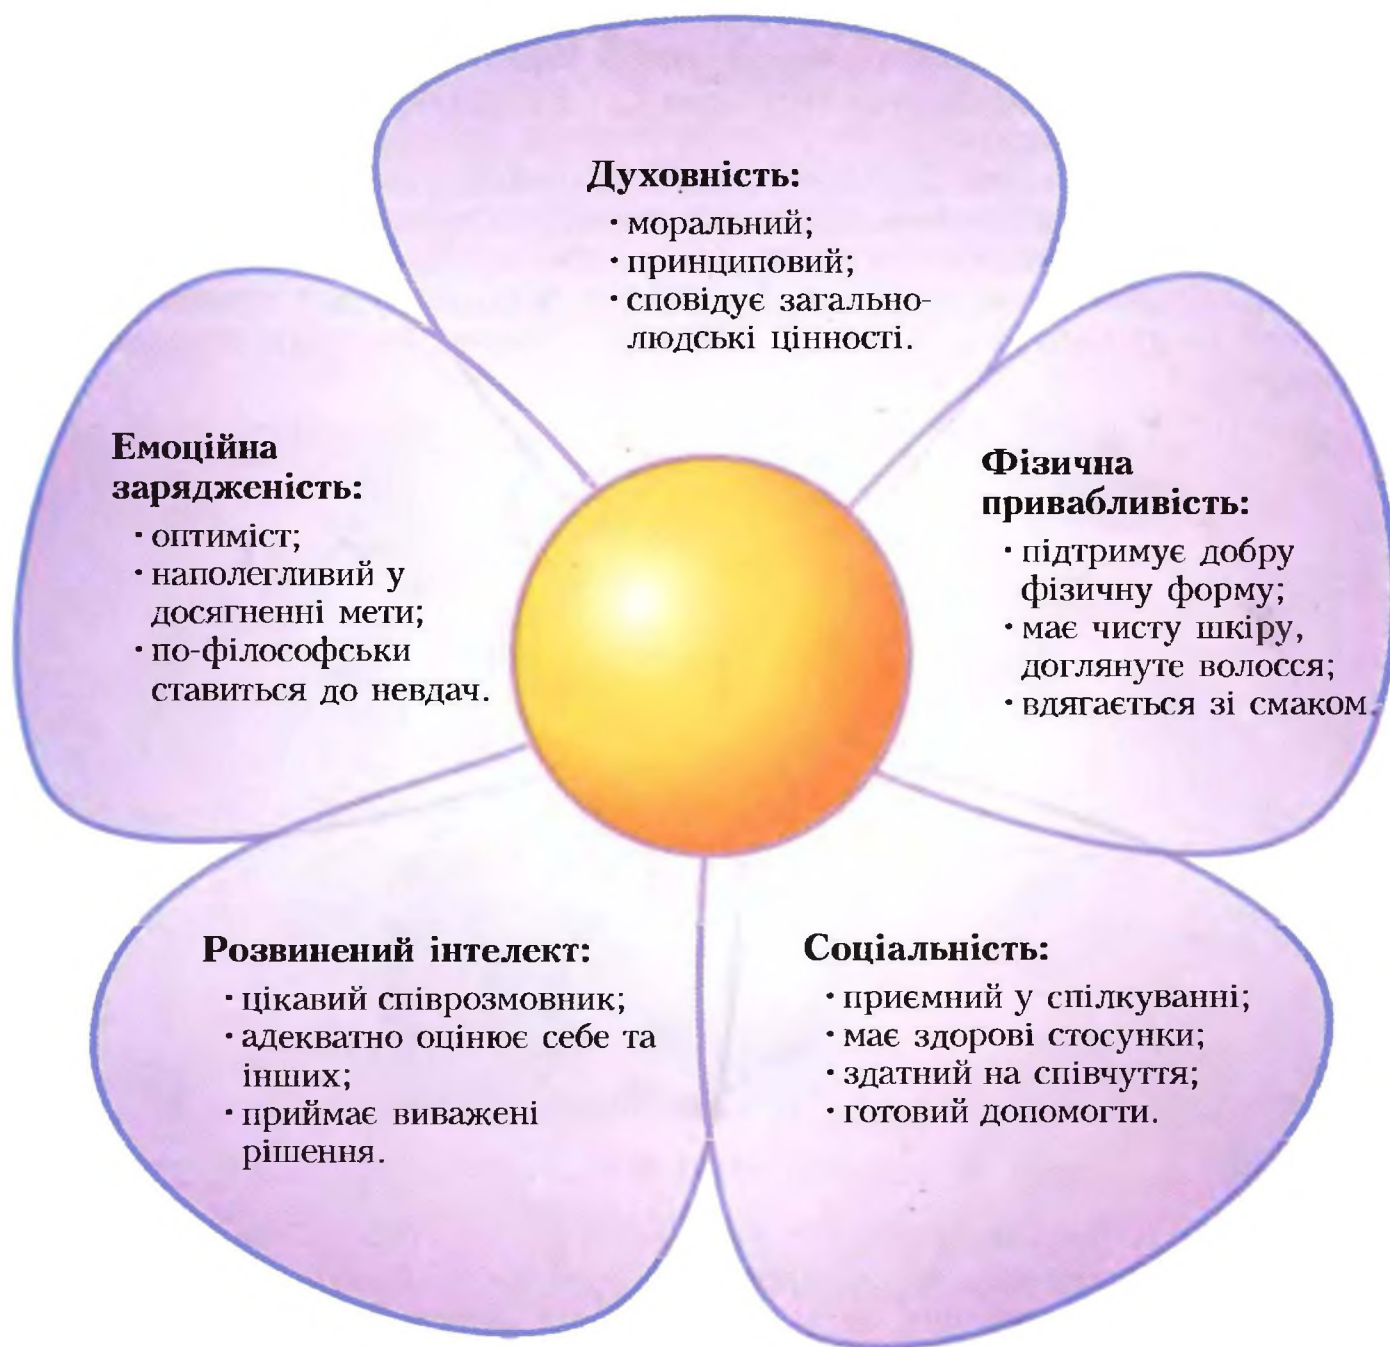 Духовність:
· моральний;
· принциповий;
· сповідує загально-
людські цінності.
Емоційна
зарядженість:
· оптиміст;
· наполегливий у
досягненні мети;
· по-філософськи
ставиться до невдач.
Фізична
привабливість:
· підтримує добру
фізичну форму;
· має чисту шкіру,
доглянуте волосся;
· вдягається зі смаком.
Розвинений інтелект:
· цікавий співрозмовник;
· адекватно оцінює себе та
інших;
· приймає виважені
рішення.
Соціальність:
· приємний у спілкуванні;
· має здорові стосунки;
· здатний на співчуття;
· готовий допомогти.